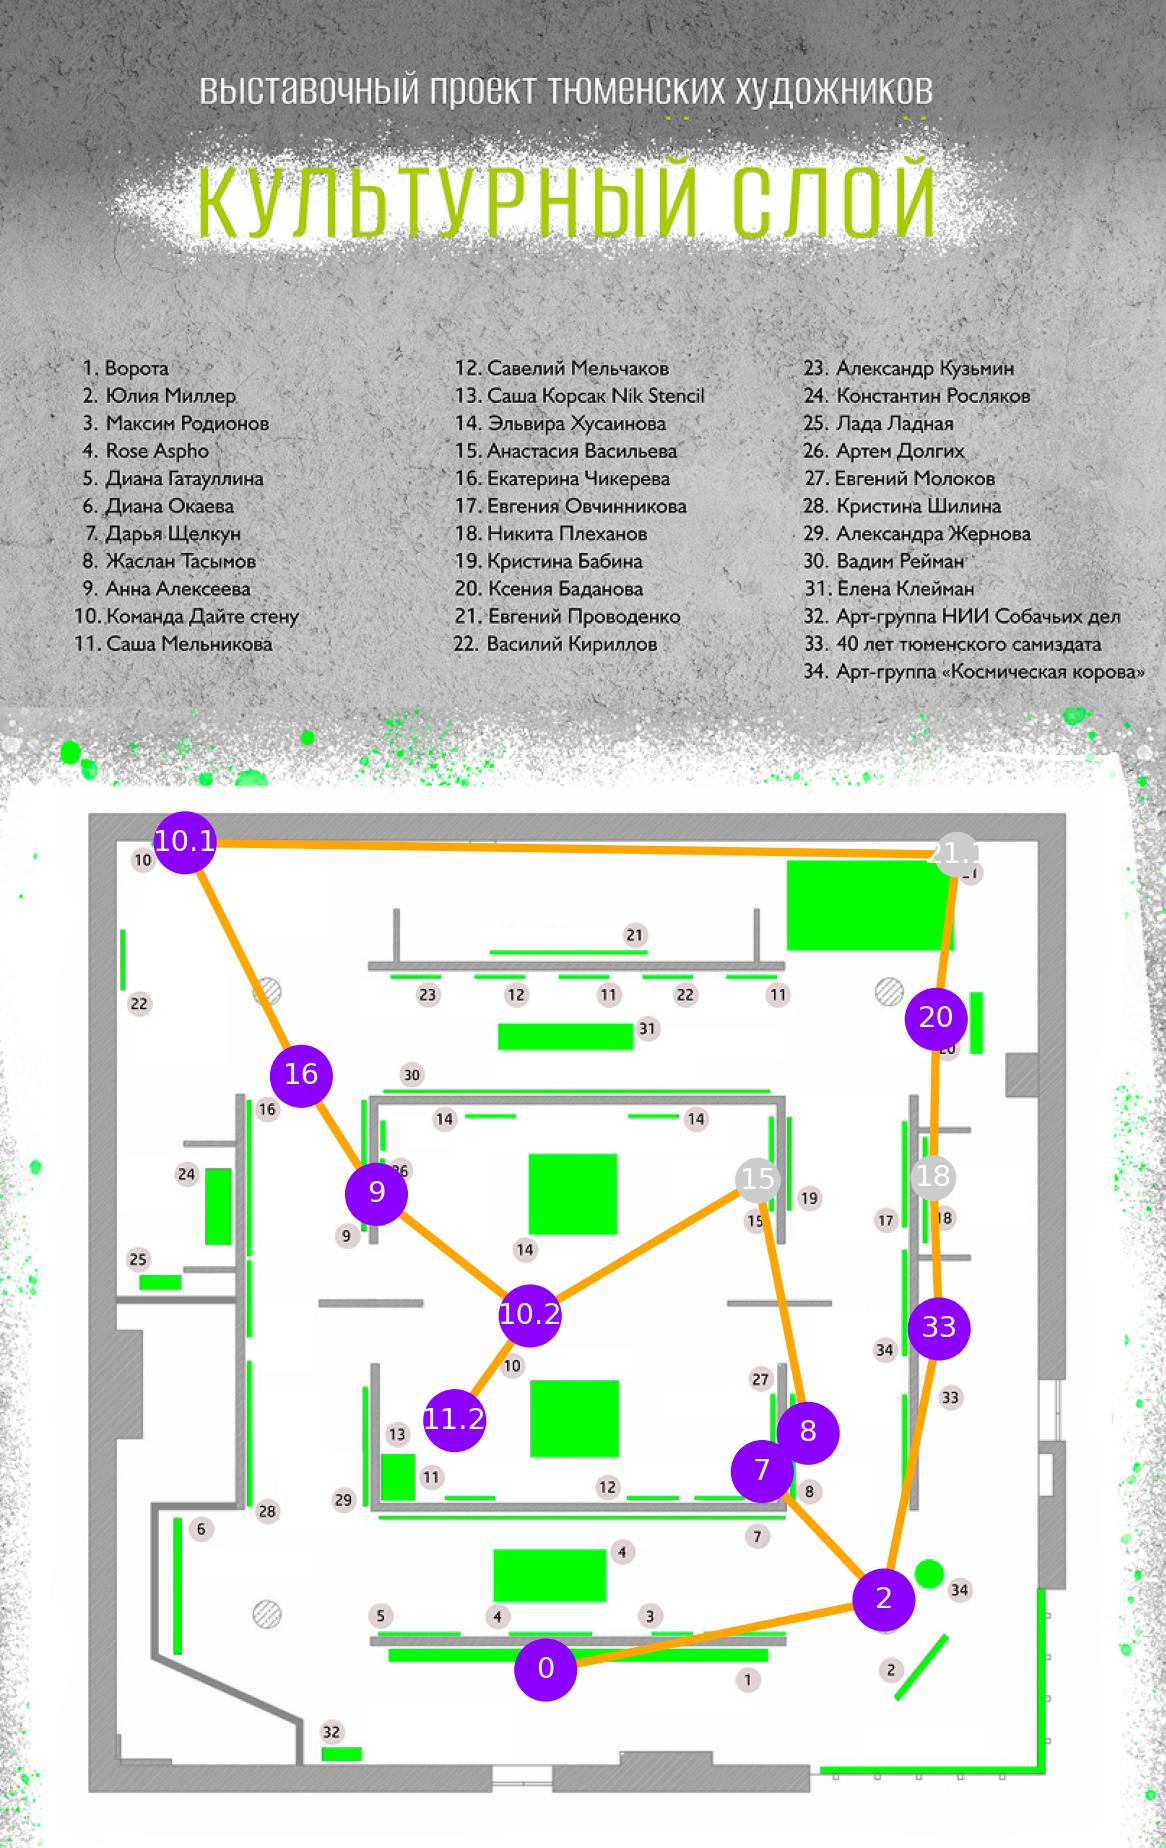 выставочный проект тюменских художников
КУЛЬТУРНЫЙ СЛОЙ
1. Ворота
2. Юлия Миллер
3. Максим Родионов
4. Rose Aspho
5. Диана Гатауллина
6. Диана Окаева
7. Дарья Щелкун
8. Жаслан Тасымов
9. Анна Алексеева
10. Команда Дайте стену
11. Саша Мельникова
12. Савелий Мельчаков
13. Саша Корсак Nik Stencil
14. Эльвира Хусаинова
15. Анастасия Васильева
16. Екатерина Чикерева
17. Евгения Овчинникова
18. Никита Плеханов
19. Кристина Бабина
20. Ксения Баданова
21. Евгений Проводенко
22. Василий Кириллов
23. Александр Кузьмин
24. Константин Росляков
25. Лада Ладная
26. Артем Долгих
27. Евгений Молоков
28. Кристина Шилина
29. Александра Жернова
30. Вадим Рейман
31. Елена Клейман
32. Арт-группа НИИ Собачьих дел
33. 40 лет тюменского самиздата
34. Арт-группа «Космическая корова»
10.1
21.1
10
21
21
22
23
12
11
22
11
20
20
31
16
30
16
14
14
24
26
9
15
18
19
9
15
17
18
25
14
10.2
33
34
10
27
33
11.2
8
13
11
7
12
29
8
28
6
7
4
34
2
5
4
3
0
2
1
32